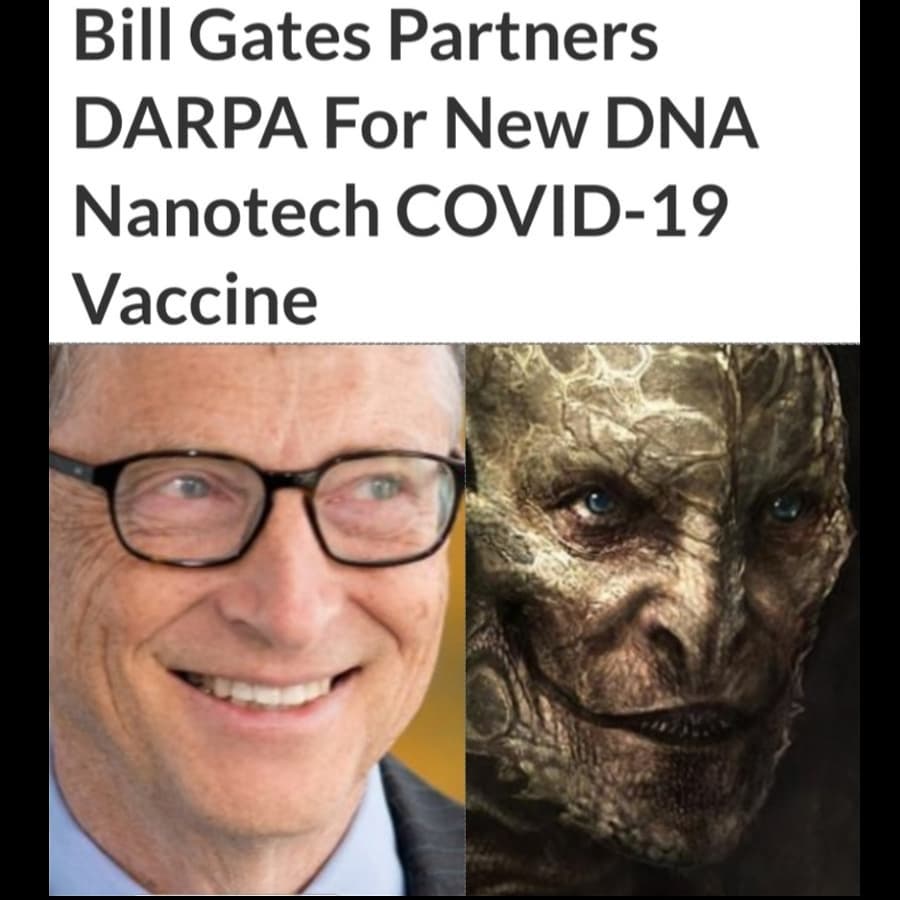 Bill Gates Partners
DARPA For New DNA
Nanotech COVID-19
Vaccine